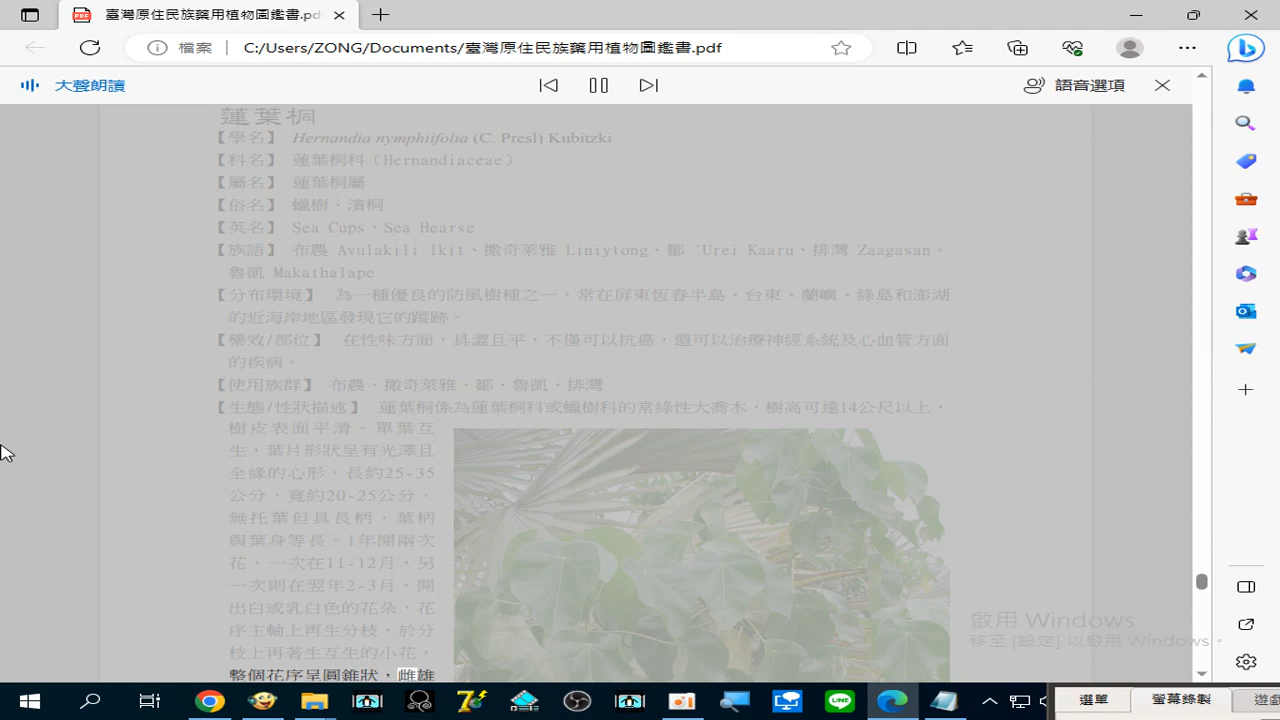 臺灣原住民族藥用植物圖鑑書.pd
檔案
C:/Users/ZONG/Documents/臺灣原住民族藥用植物圖鑑書.pdf
大聲朗讀
語音選項
蓮葉桐
【學名】 Hernandia nymphiifolia (C. Presl) Kubitzki
【科名】 蓮葉桐科（Hernandiaceae）
【屬名】 蓮葉桐屬
【俗名】 蠟樹、濱桐
【英名】 Sea Cups、Sea Hearse
【族語】 布農 Avulakili Ikit、撒奇萊雅 Liniytong、鄒 'Urei Kaaru、排灣 Zaagasan、
魯凱 Makathalape
【分布環境】 為一種優良的防風樹種之一，常在屏東恆春半島、台東、蘭嶼、綠島和澎湖
的近海岸地區發現它的蹤跡。
【藥效/部位】 在性味方面，具澀且平，不僅可以抗癌，還可以治療神經系統及心血管方面
的疾病。
【使用族群】 布農、撒奇萊雅、鄒、魯凱、排灣
【生態/性狀描述】 蓮葉桐係為蓮葉桐科或蠟樹科的常綠性大喬木，樹高可達14公尺以上，
樹皮表面平滑。單葉互
生，葉片形狀呈有光澤且
全緣的心形，長約25-35
公分，寬約20-25公分，
無托葉但具長柄，葉柄
與葉身等長。1年開兩次
花，一次在11-12月，另
一次則在翌年2-3月，開
出白或乳白色的花朵，花
序主軸上再生分枝，於分
枝上再著生互生的小花，
整個花序呈圓錐狀，雌雄
啟用 Windows
移至 [設定] 以啟用 Windows。
選單
螢幕錄製
遊戲